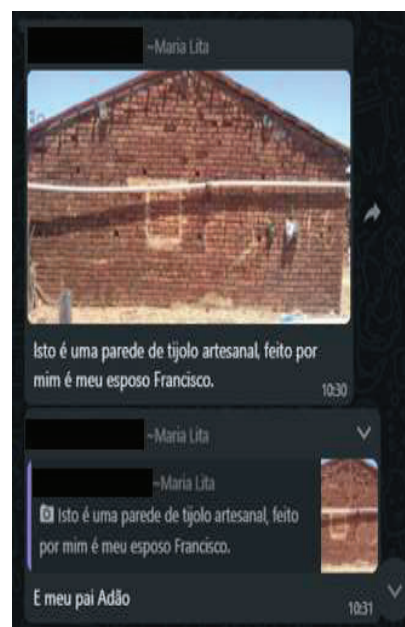 ~Maria Lita
Isto é uma parede de tijolo artesanal, feito por
mim é meu esposo Francisco.
10:30
~Maria Lita
~Maria Lita
Isto é uma parede de tijolo artesanal, feito
por mim é meu esposo Francisco.
E meu pai Adão
10:31